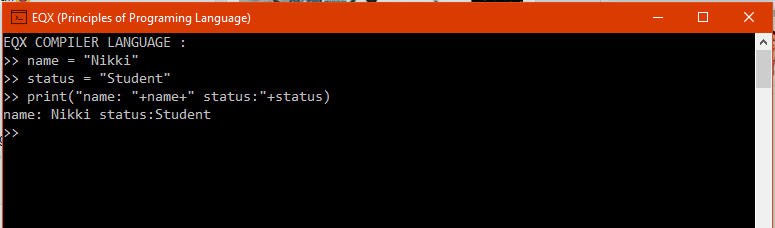 EQX (Principles of Programing Language)
EQX COMPILER LANGUAGE :
>> name = "Nikki"
>> status = "Student"
>> print("name: "+name+" status:"+status)
name: Nikki status:Student
>>